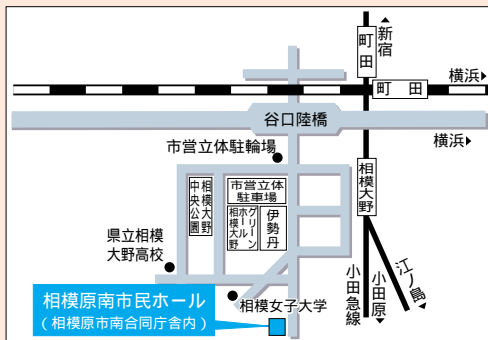 新宿
町田
横浜
町田
谷口陸橋
横浜
市営立体駐輪場
相模大野
相模大野
中央公園
市営立体
駐車場
グリーン
ホール
相模大野
伊勢丹
県立相模
大野高校
相模女子大学
小田急線
小田原
江ノ島
相模原南市民ホール
(相模原市南合同庁舎内)